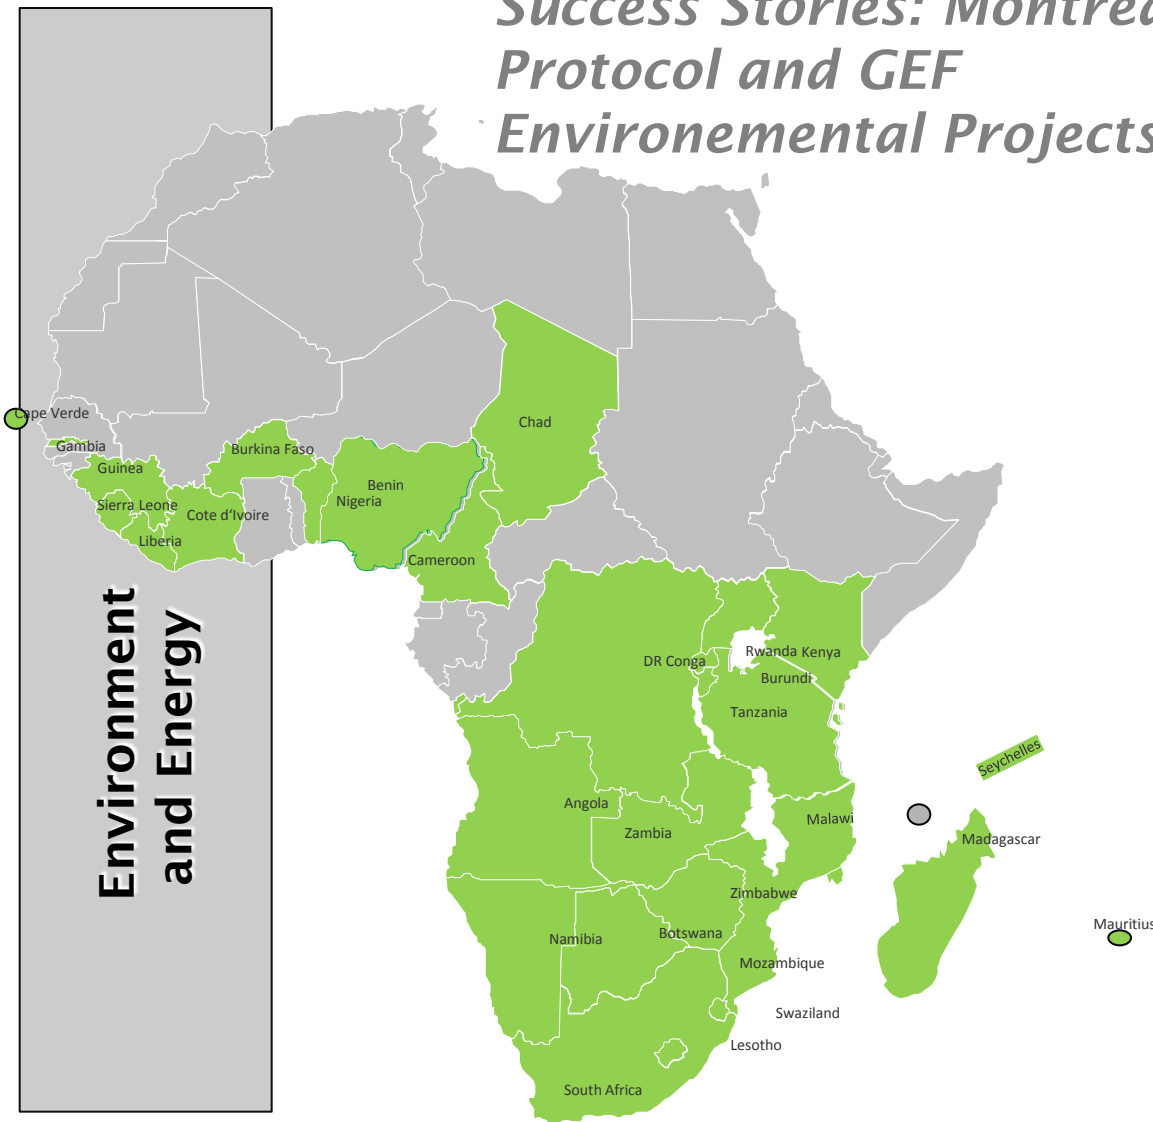 Success Stories: Montrea
Protocol and GEF
Environemental Projects
Cape Verde
Gambia
Guinea
Sierra Leone
Liberia
Cote d'Ivoire
Burkina Faso
Benin
Nigeria
Chad
Cameroon
DR Conga
Rwanda
Kenya
Burundi
Tanzania
Seychelles
Angola
Zambia
Malawi
Madagascar
Zimbabwe
Namibia
Botswana
Mauritius
Mozambique
Swaziland
Lesotho
South Africa
Environment
and Energy